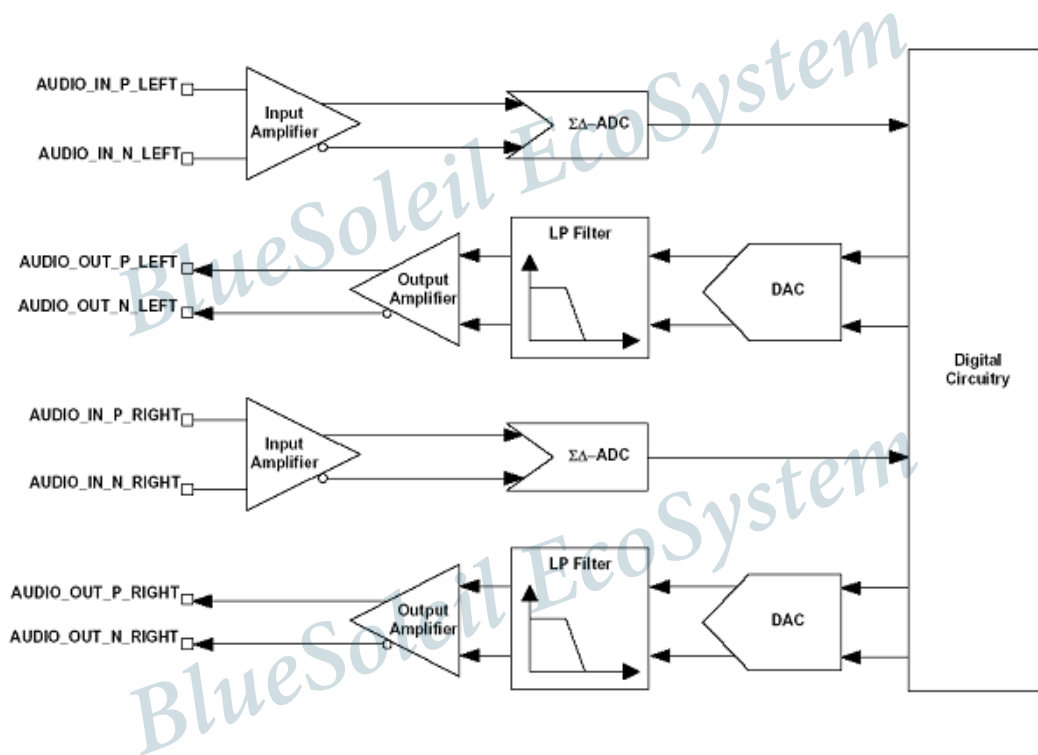 AUDIO_IN_P_LEFT
Input
Amplifier
ΣΔ–ADC
AUDIO_IN_N_LEFT
LP Filter
AUDIO_OUT_P_LEFT
Output
Amplifier
DAC
AUDIO_OUT_N_LEFT
Digital
Circuitry
AUDIO_IN_P_RIGHT
Input
Amplifier
ΣΔ–ADC
AUDIO_IN_N_RIGHT
LP Filter
AUDIO_OUT_P_RIGHT
Output
Amplifier
DAC
AUDIO_OUT_N_RIGHT
BlueSoleil EcoSystem
BlueSoleil EcoSystem